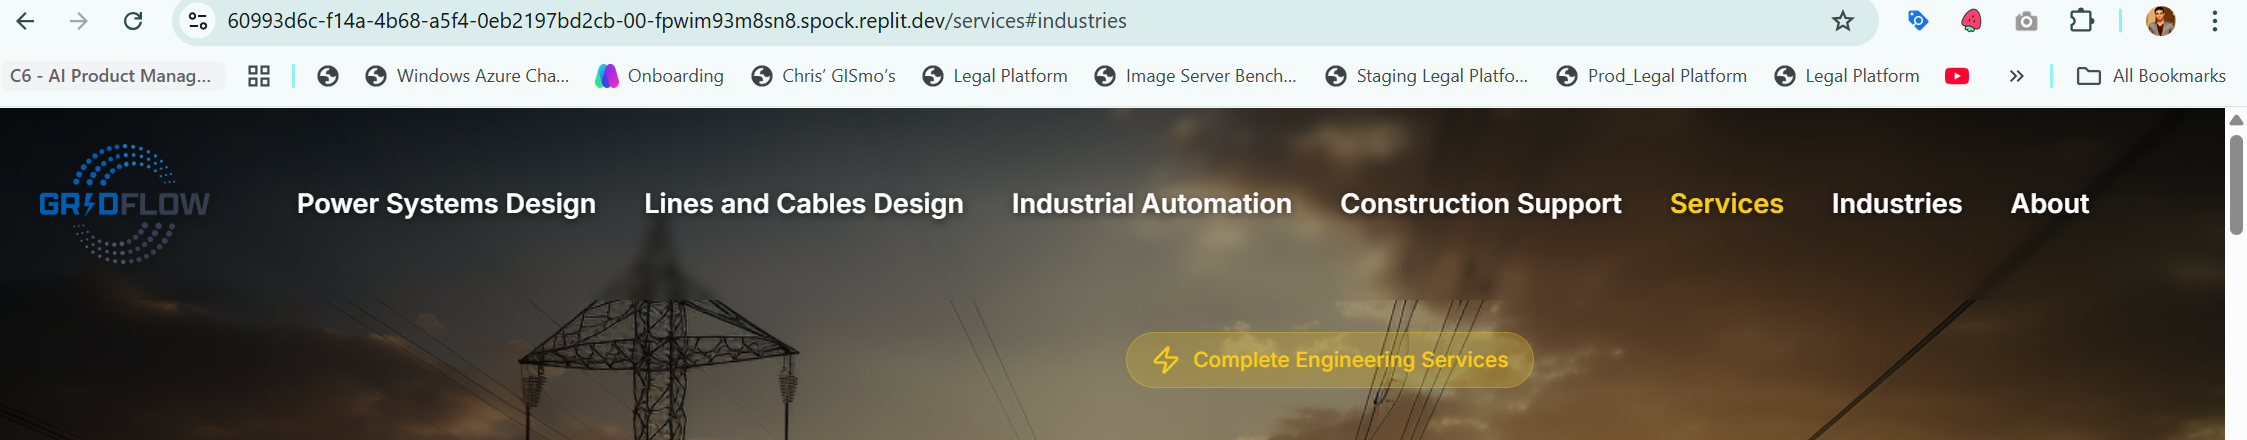 60993d6c-f14a-4b68-a5f4-0eb2197bd2cb-00-fpwim93m8sn8.spock.replit.dev/services#industries
C6 - AI Product Manag... Windows Azure Cha... Onboarding Chris’ GISmo’s Legal Platform Image Server Bench... Staging Legal Platfo... Prod_Legal Platform Legal Platform » All Bookmarks
GRIDFLOW Power Systems Design Lines and Cables Design Industrial Automation Construction Support Services Industries About
Complete Engineering Services